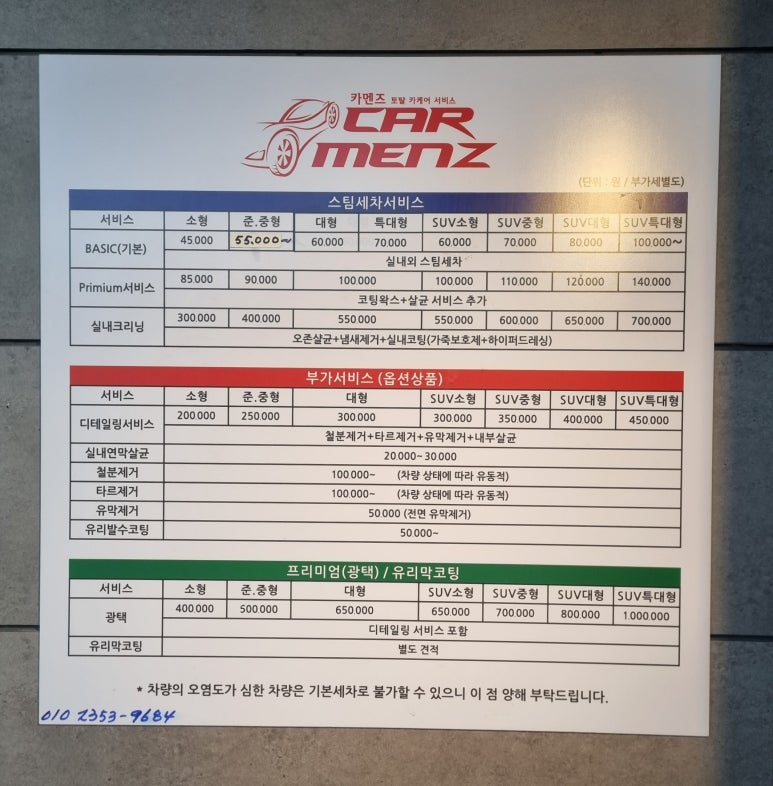 카멘즈 토탈 카케어 서비스
CAR
MENZ
(단위 : 원 / 부가세별도)
스팀세차서비스
서비스 소형 준.중형 대형 특대형 SUV소형 SUV중형 SUV대형 SUV특대형
BASIC(기본) 45.000 55.000~ 60.000 70.000 60.000 70.000 80.000 100.000~
실내외 스팀세차
Primium서비스 85.000 90.000 100.000 100.000 110.000 120.000 140.000
코팅왁스+살균 서비스 추가
실내크리닝 300.000 400.000 550.000 550.000 600.000 650.000 700.000
오존살균+냄새제거+실내코팅(가죽보호제+하이퍼드레싱)
부가서비스 (옵션상품)
서비스 소형 준.중형 대형 SUV소형 SUV중형 SUV대형 SUV특대형
디테일링서비스 200.000 250.000 300.000 300.000 350.000 400.000 450.000
철분제거+타르제거+유막제거+내부살균
실내연막살균 20.000~30.000
철분제거 100.000~ (차량 상태에 따라 유동적)
타르제거 100.000~ (차량 상태에 따라 유동적)
유막제거 50.000 (전면 유막제거)
유리발수코팅 50.000~
프리미엄(광택) / 유리막코팅
서비스 소형 준.중형 대형 SUV소형 SUV중형 SUV대형 SUV특대형
광택 400.000 500.000 650.000 650.000 700.000 800.000 1.000.000
디테일링 서비스 포함
유리막코팅 별도 견적
* 차량의 오염도가 심한 차량은 기본세차로 불가할 수 있으니 이 점 양해 부탁드립니다.
010 2353-9684